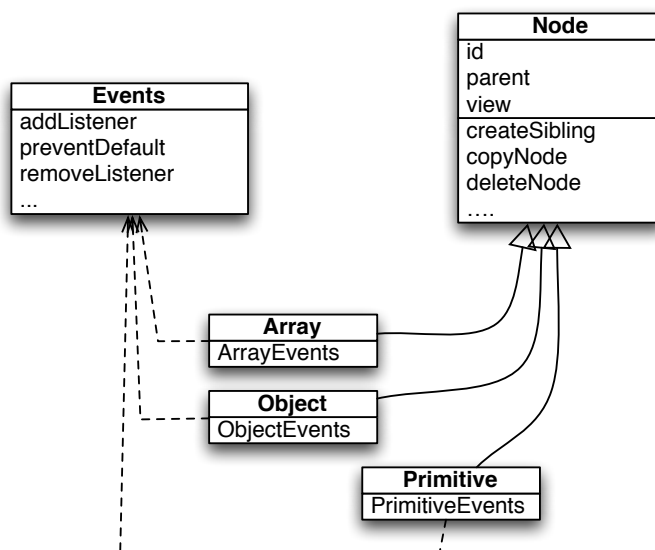 Node
id
parent
view
createSibling
copyNode
deleteNode
....
Events
addListener
preventDefault
removeListener
...
Array
ArrayEvents
Object
ObjectEvents
Primitive
PrimitiveEvents